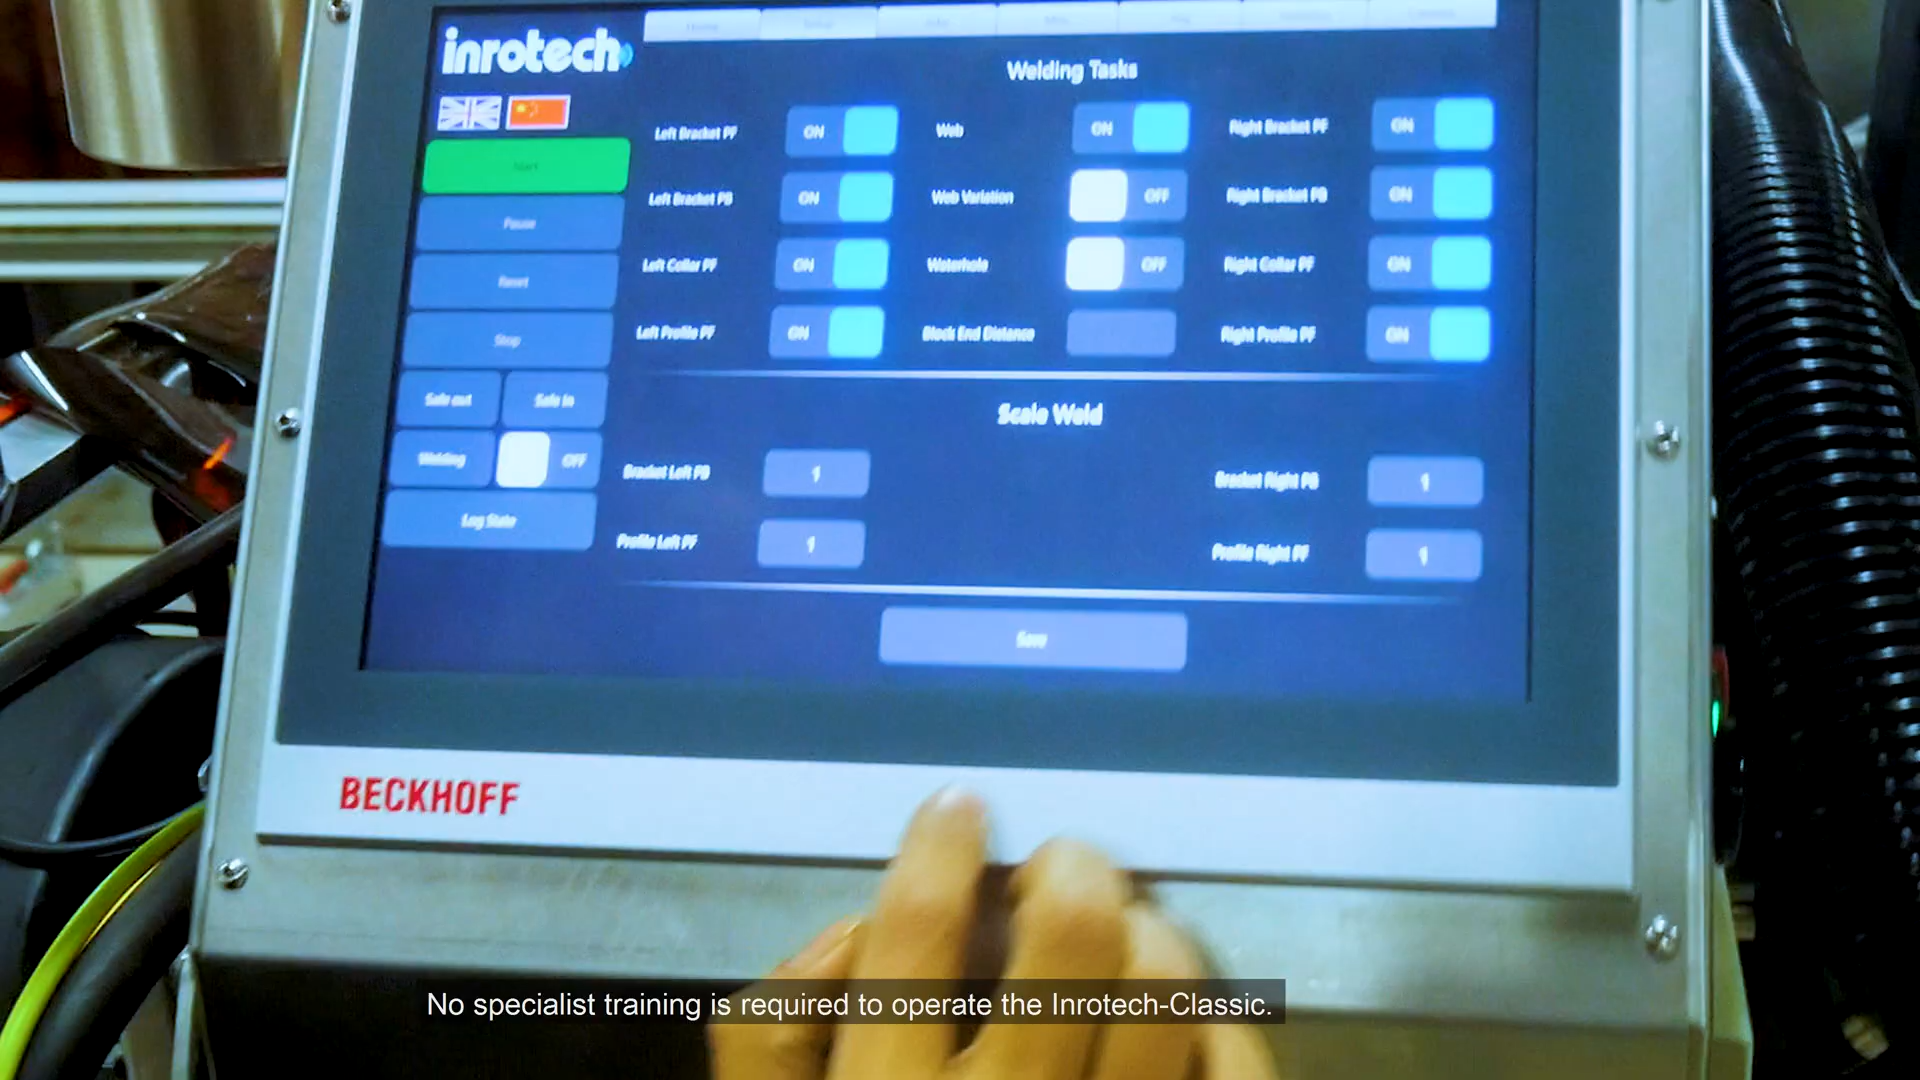 inrotech
Welding Tasks
Left Bracket PF ON Web ON Right Bracket PF ON
Start
Left Bracket PB ON Web Variation OFF Right Bracket PB ON
Pause
Left Collar PF ON Waterhole OFF Right Collar PF ON
Reset
Left Profile PF ON Block End Distance Right Profile PF ON
Stop
Safe out Safe in
Scale Weld
Welding OFF
Bracket Left PB 1 Bracket Right PB 1
Log State
Profile Left PF 1 Profile Right PF 1
Save
BECKHOFF
No specialist training is required to operate the Inrotech-Classic.